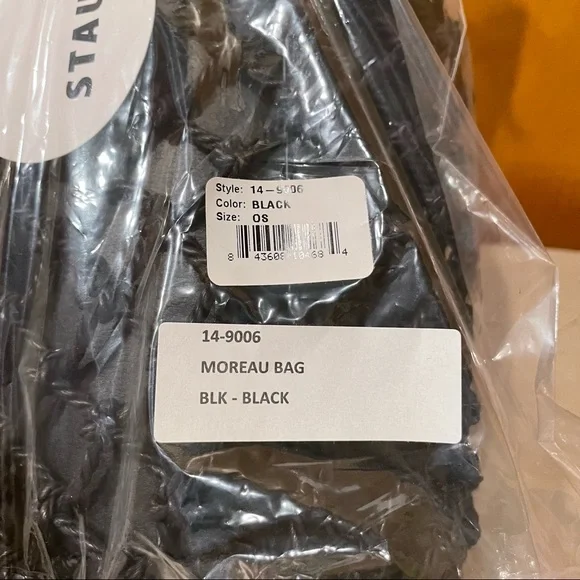 STAU
Style: 14-9006
Color: BLACK
Size: OS
14-9006
MOREAU BAG
BLK - BLACK